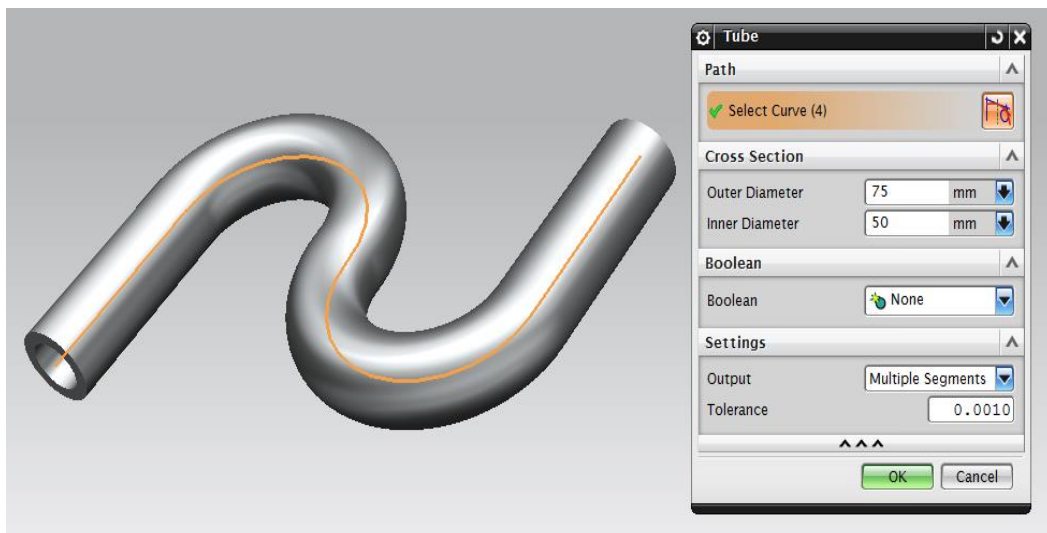 Tube
Path
Select Curve (4)
Cross Section
Outer Diameter 75 mm
Inner Diameter 50 mm
Boolean
Boolean None
Settings
Output Multiple Segments
Tolerance 0.0010
OK Cancel